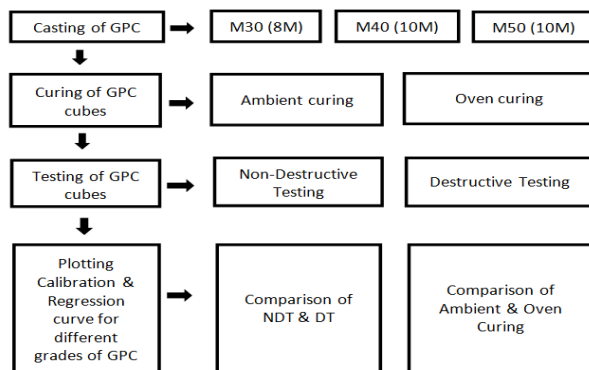 Casting of GPC
M30 (8M)
M40 (10M)
M50 (10M)
Curing of GPC
cubes
Ambient curing
Oven curing
Testing of GPC
cubes
Non-Destructive
Testing
Destructive Testing
Plotting
Calibration &
Regression
curve for
different
grades of GPC
Comparison of
NDT & DT
Comparison of
Ambient & Oven
Curing